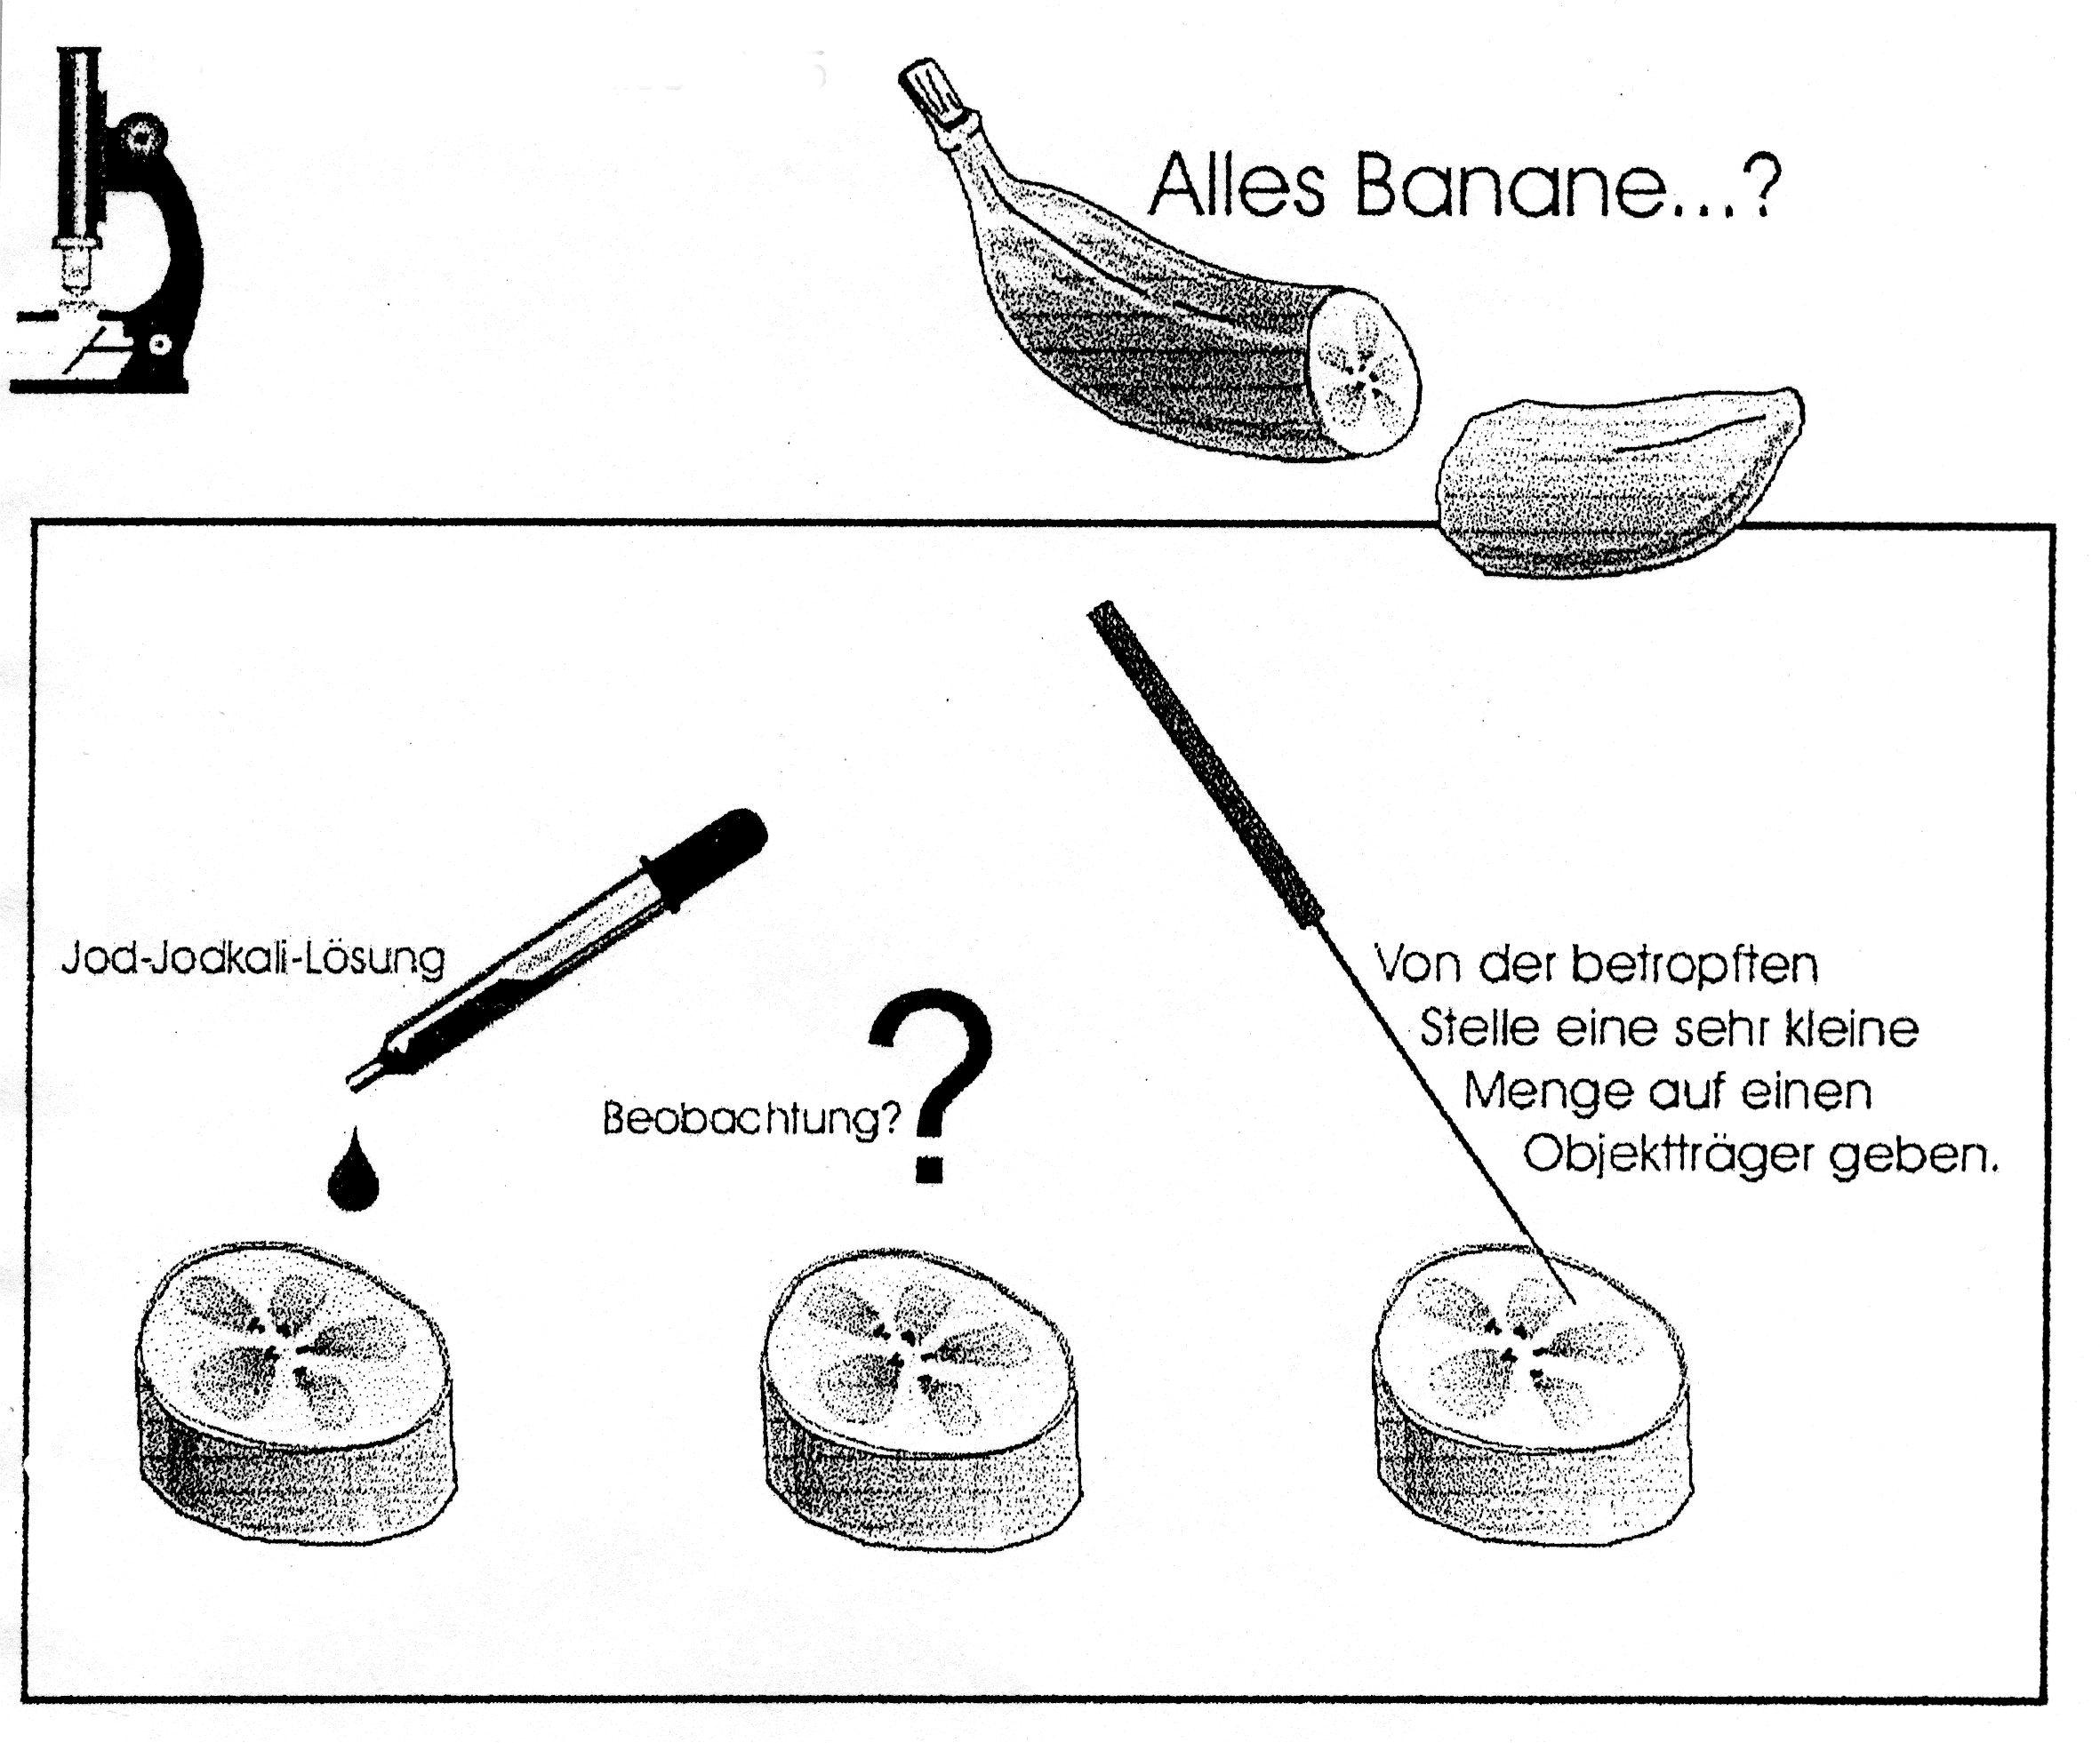 Alles Banane...?
Jod-Jodkali-Lösung
Beobachtung?
?
Von der betropften
Stelle eine sehr kleine
Menge auf einen
Objektträger geben.